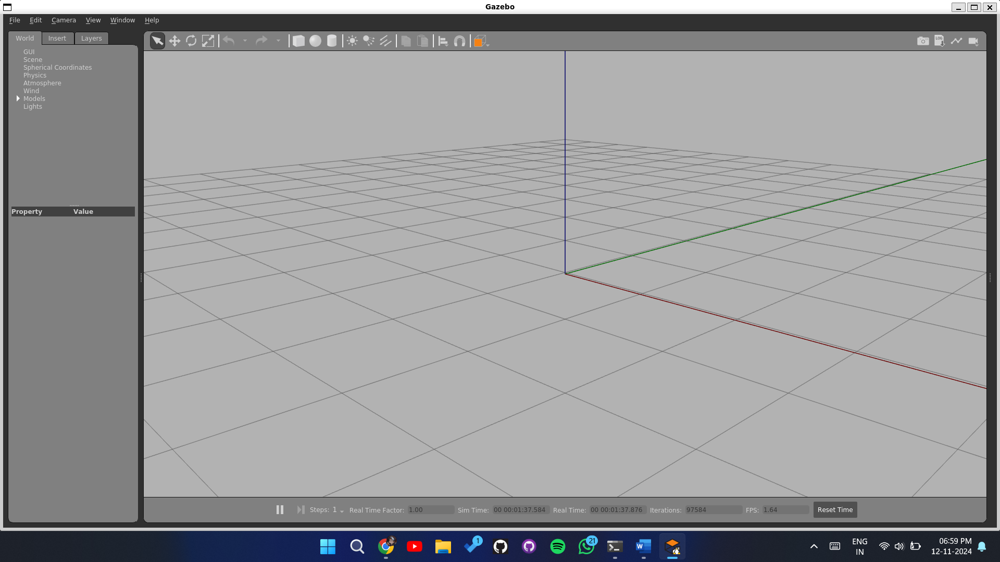 Gazebo
File Edit Camera View Window Help
World Insert Layers
GUI
Scene
Spherical Coordinates
Physics
Atmosphere
Wind
Models
Lights
Property Value
LOG
Steps: 1 Real Time Factor: 1.00 Sim Time: 00 00:01:37.584 Real Time: 00 00:01:37.876 Iterations: 97584 FPS: 1.64 Reset Time
1
21
W
ENG
IN
06:59 PM
12-11-2024